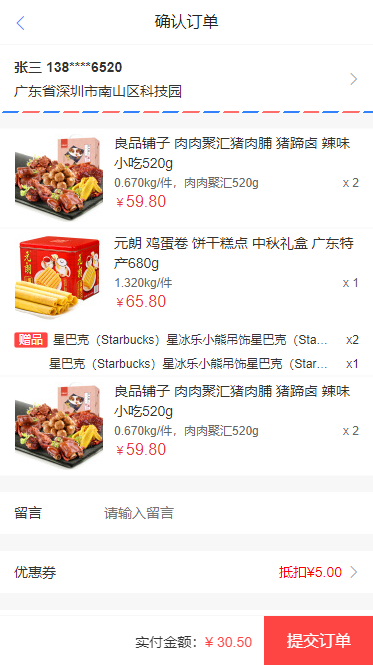 确认订单
张三 138****6520
广东省深圳市南山区科技园
良品铺子 肉肉聚汇猪肉脯 猪蹄卤 辣味
小吃520g
0.670kg/件，肉肉聚汇520g x 2
￥59.80
元朗 鸡蛋卷 饼干糕点 中秋礼盒 广东特
产680g
1.320kg/件 x 1
￥65.80
赠品 星巴克（Starbucks）星冰乐小熊吊饰星巴克（Sta... x2
星巴克（Starbucks）星冰乐小熊吊饰星巴克（Star... x1
良品铺子 肉肉聚汇猪肉脯 猪蹄卤 辣味
小吃520g
0.670kg/件，肉肉聚汇520g x 2
￥59.80
留言 请输入留言
优惠券 抵扣¥5.00
实付金额：￥30.50 提交订单
元朗